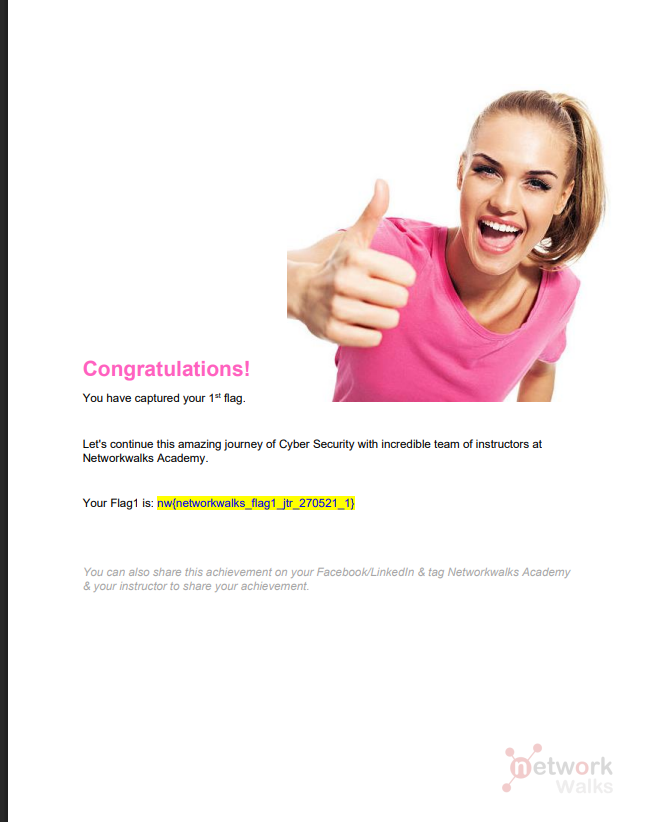 Congratulations!
You have captured your 1st flag.
Let's continue this amazing journey of Cyber Security with incredible team of instructors at
Networkwalks Academy.
Your Flag1 is: nw{networkwalks_flag1_jtr_270521_1}
You can also share this achievement on your Facebook/LinkedIn & tag Networkwalks Academy
& your instructor to share your achievement.
network
Walks